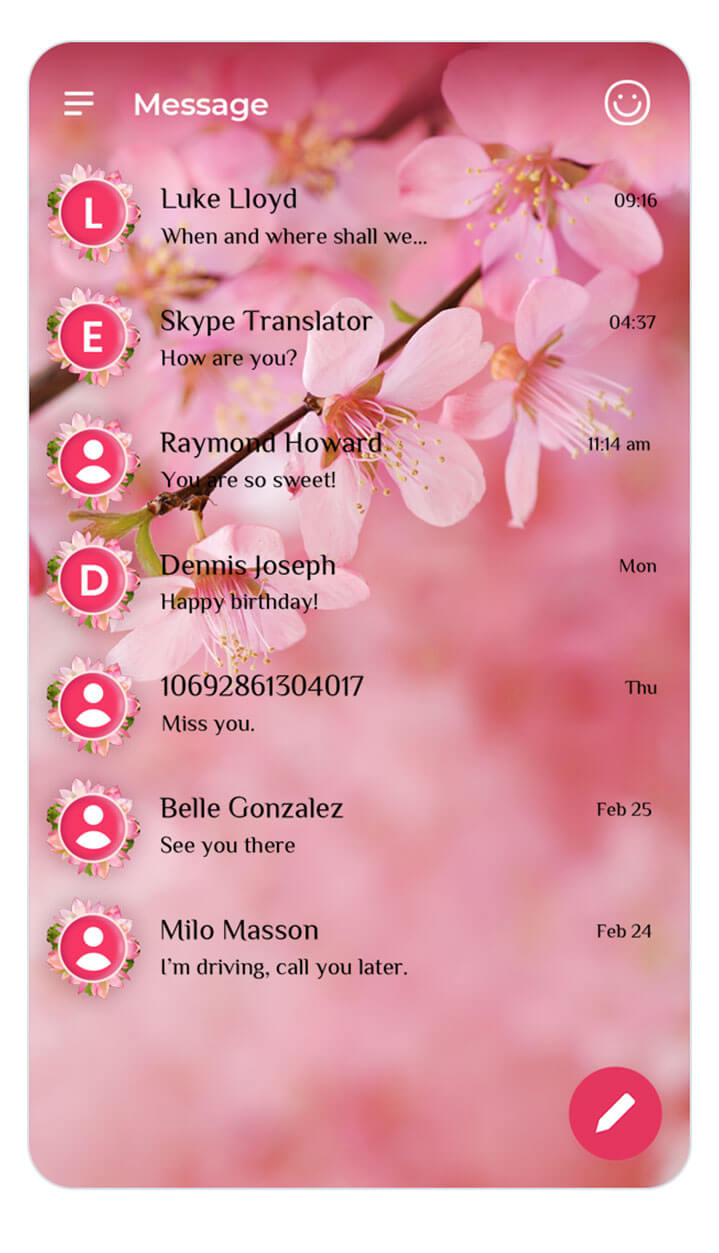 Message
L
Luke Lloyd
09:16
When and where shall we...
E
Skype Translator
04:37
How are you?
Raymond Howard
11:14 am
You are so sweet!
D
Dennis Joseph
Mon
Happy birthday!
10692861304017
Thu
Miss you.
Belle Gonzalez
Feb 25
See you there
Milo Masson
Feb 24
I'm driving, call you later.